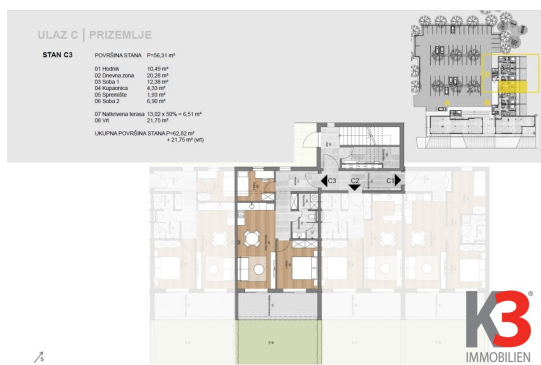 ULAZ C | PRIZEMLJE
STAN C3
POVRŠINA STANA P=56,31 m²
01 Hodnik 10,49 m²
02 Dnevna zona 20,28 m²
03 Soba 1 12,38 m²
04 Kupaonica 4,33 m²
05 Spremište 1,93 m²
06 Soba 2 6,90 m²
07 Natkrivena terasa 13,02 x 50% = 6,51 m²
08 Vrt 21,75 m²
UKUPNA POVRŠINA STANA P=62,82 m²
+ 21,75 m² (vrt)
C3 C2 C1
K3®
IMMOBILIEN
S